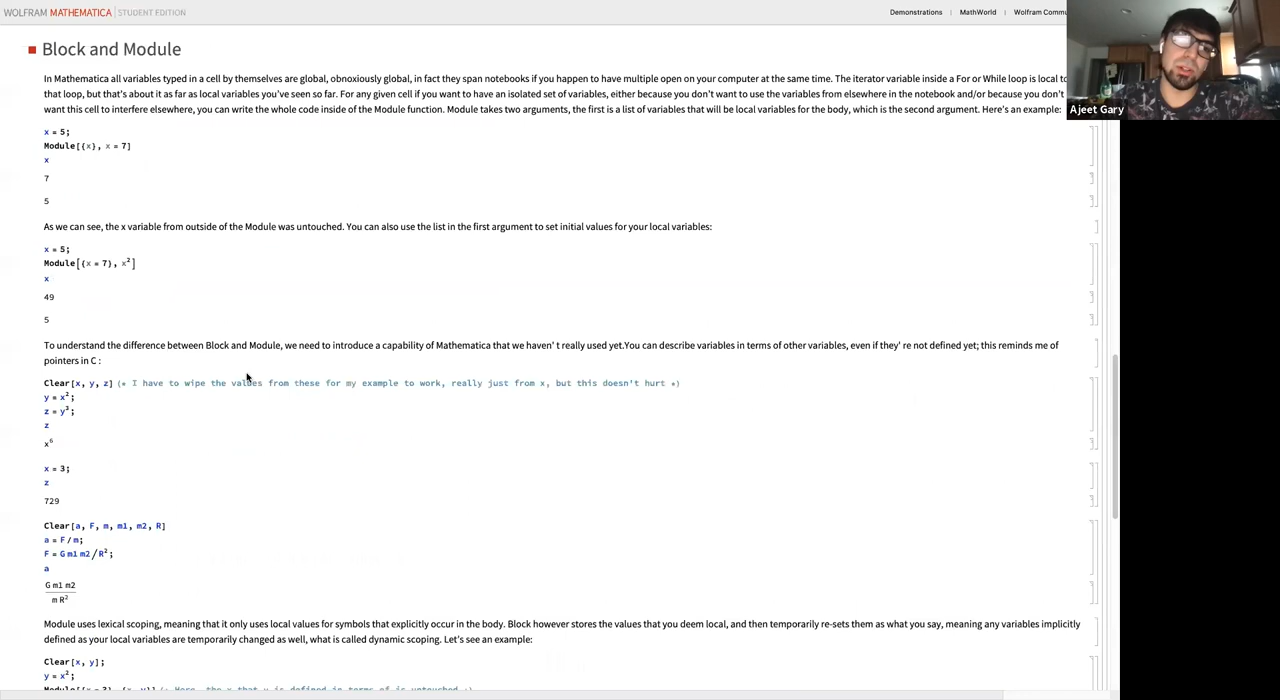 WOLFRAM MATHEMATICA | STUDENT EDITION
Demonstrations | MathWorld | Wolfram Commu
Block and Module
In Mathematica all variables typed in a cell by themselves are global, obnoxiously global, in fact they span notebooks if you happen to have multiple open on your computer at the same time. The iterator variable inside a For or While loop is local to
that loop, but that's about it as far as local variables you've seen so far. For any given cell if you want to have an isolated set of variables, either because you don't want to use the variables from elsewhere in the notebook and/or because you don't
want this cell to interfere elsewhere, you can write the whole code inside of the Module function. Module takes two arguments, the first is a list of variables that will be local variables for the body, which is the second argument. Here's an example:
Ajeet Gary
x = 5;
Module[{x}, x = 7]
x
7
5
As we can see, the x variable from outside of the Module was untouched. You can also use the list in the first argument to set initial values for your local variables:
x = 5;
Module[{x = 7}, x²]
x
49
5
To understand the difference between Block and Module, we need to introduce a capability of Mathematica that we haven' t really used yet.You can describe variables in terms of other variables, even if they' re not defined yet; this reminds me of
pointers in C :
Clear[x, y, z] (* I have to wipe the values from these for my example to work, really just from x, but this doesn't hurt *)
y = x²;
z = y³;
z
x⁶
x = 3;
z
729
Clear[a, F, m, m1, m2, R]
a = F / m;
F = G m1 m2 / R²;
a
G m1 m2
m R²
Module uses lexical scoping, meaning that it only uses local values for symbols that explicitly occur in the body. Block however stores the values that you deem local, and then temporarily re-sets them as what you say, meaning any variables implicitly
defined as your local variables are temporarily changed as well, what is called dynamic scoping. Let's see an example:
Clear[x, y];
y = x²;